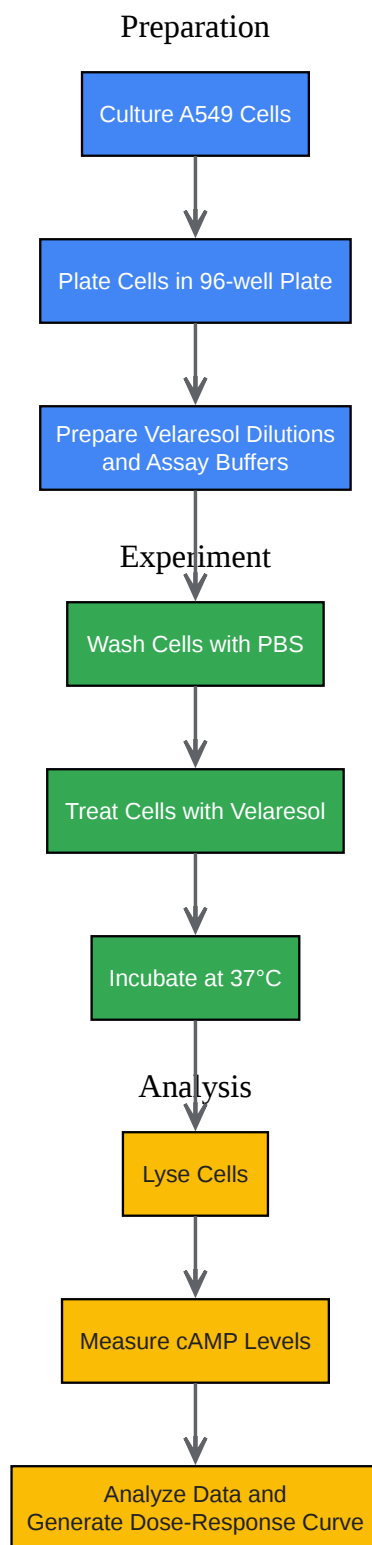 Preparation
Culture A549 Cells
Plate Cells in 96-well Plate
Prepare Velaresol Dilutions
and Assay Buffers
Experiment
Wash Cells with PBS
Treat Cells with Velaresol
Incubate at 37°C
Analysis
Lyse Cells
Measure cAMP Levels
Analyze Data and
Generate Dose-Response Curve